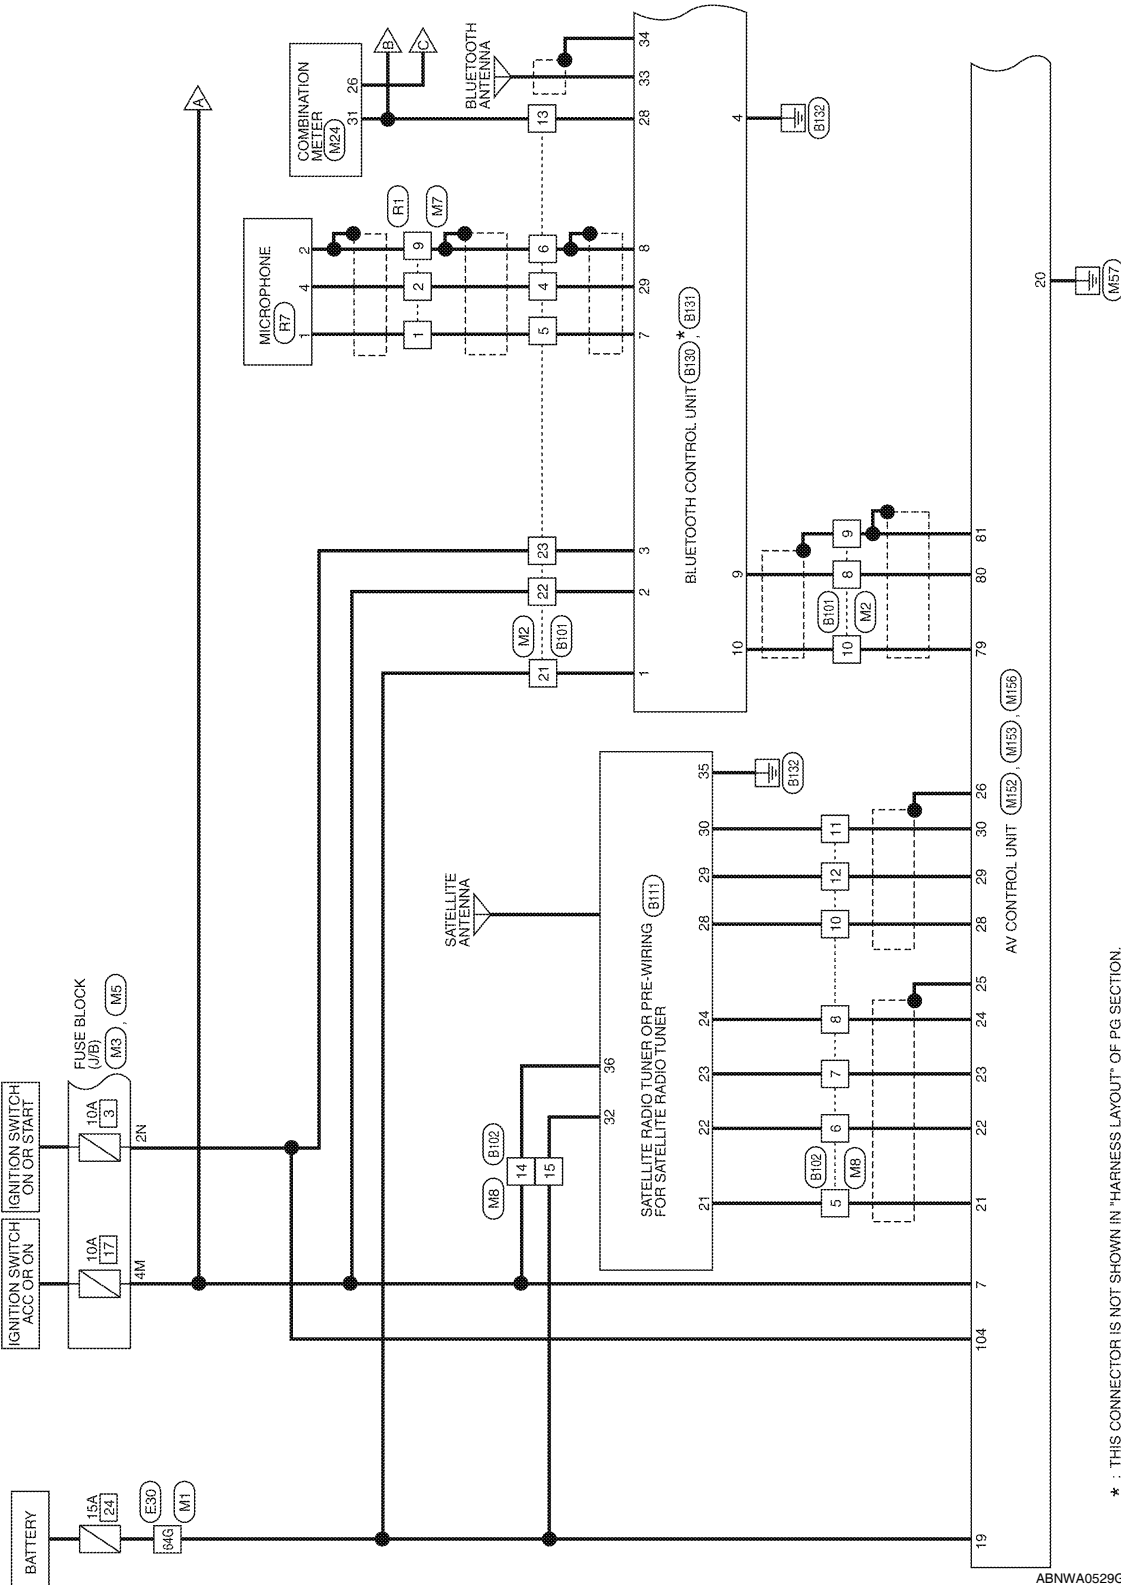 BATTERY
15A
24
E30
64G
M1
IGNITION SWITCH
ACC OR ON
IGNITION SWITCH
ON OR START
10A
17
4M
10A
3
2N
FUSE BLOCK
(J/B)
M3 , M5
A
MICROPHONE
R7
1
4
2
1
2
9
R1
M7
COMBINATION
METER
M24
31
26
B
C
BLUETOOTH
ANTENNA
21
M2
B101
22
23
5
4
6
13
1
2
3
7
29
8
28
33
34
BLUETOOTH CONTROL UNIT B130 * , B131
10
9
4
B132
10
B101
M2
8
9
SATELLITE
ANTENNA
M8
B102
14
15
32
36
SATELLITE RADIO TUNER OR PRE-WIRING
FOR SATELLITE RADIO TUNER
B111
21
22
23
24
28
29
30
35
B132
5
B102
M8
6
7
8
10
12
11
19
104
7
21
22
23
24
25
28
29
30
26
79
80
81
20
AV CONTROL UNIT M152 , M153 , M156
M57
* : THIS CONNECTOR IS NOT SHOWN IN "HARNESS LAYOUT" OF PG SECTION.
ABNWA0529G